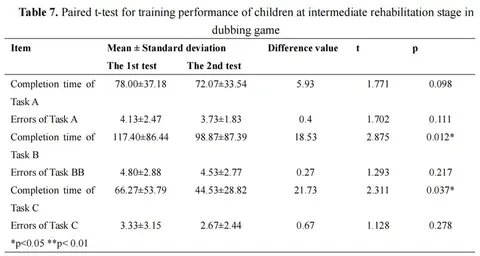 Table 7. Paired t-test for training performance of children at intermediate rehabilitation stage in
dubbing game
Item Mean ± Standard deviation Difference value t p
The 1st test The 2nd test
Completion time of 78.00±37.18 72.07±33.54 5.93 1.771 0.098
Task A
Errors of Task A 4.13±2.47 3.73±1.83 0.4 1.702 0.111
Completion time of 117.40±86.44 98.87±87.39 18.53 2.875 0.012*
Task B
Errors of Task BB 4.80±2.88 4.53±2.77 0.27 1.293 0.217
Completion time of 66.27±53.79 44.53±28.82 21.73 2.311 0.037*
Task C
Errors of Task C 3.33±3.15 2.67±2.44 0.67 1.128 0.278
*p<0.05 **p< 0.01